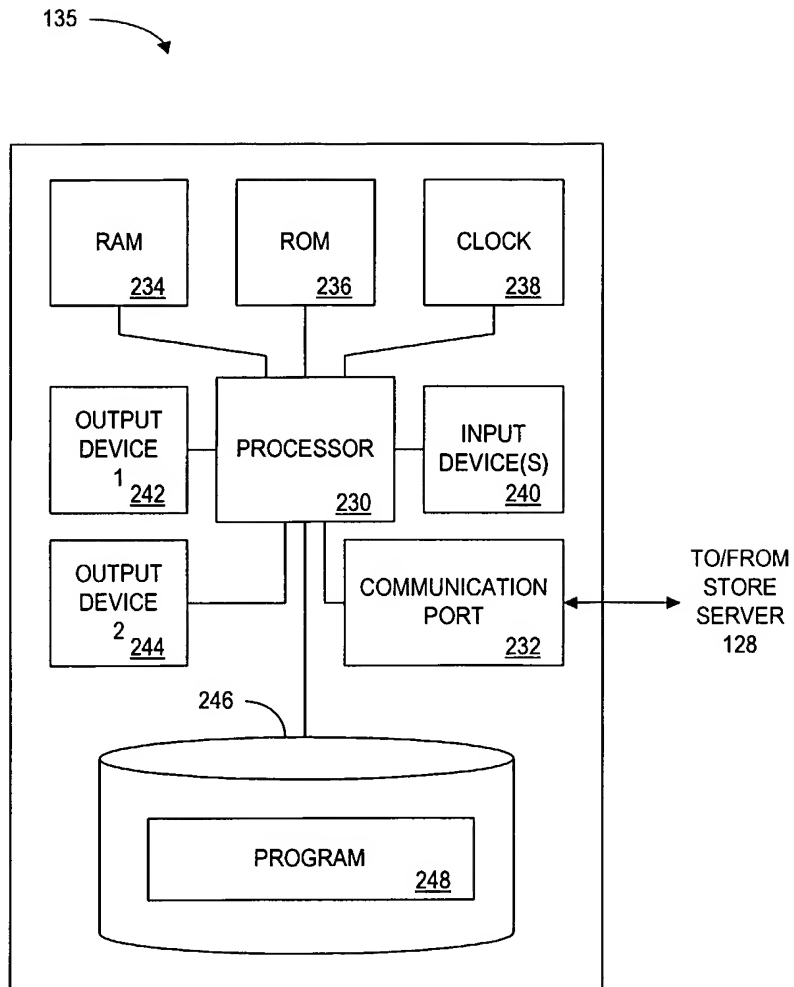 135
RAM
234
ROM
236
CLOCK
238
OUTPUT
DEVICE
1
242
PROCESSOR
230
INPUT
DEVICE(S)
240
OUTPUT
DEVICE
2
244
COMMUNICATION
PORT
232
TO/FROM
STORE
SERVER
128
246
PROGRAM
248